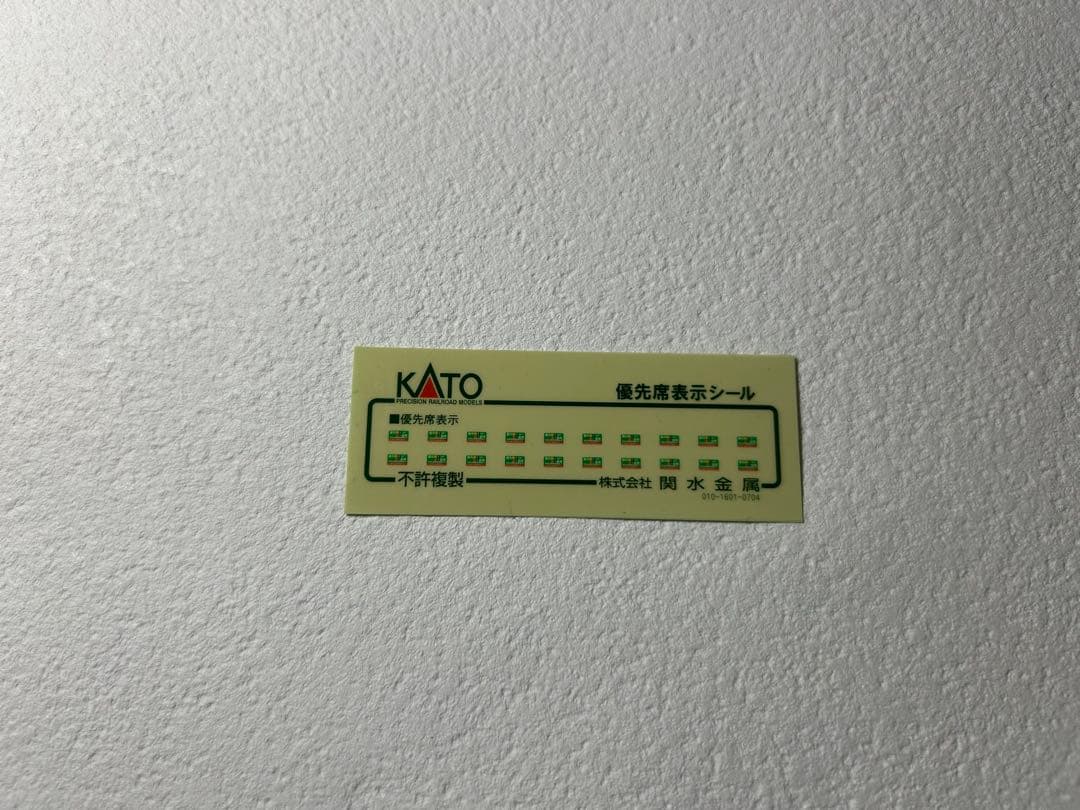 KATO
PRECISION RAILROAD MODELS
優先席表示シール
■優先席表示
不許複製
株式会社 関水金属
010-1601-0704